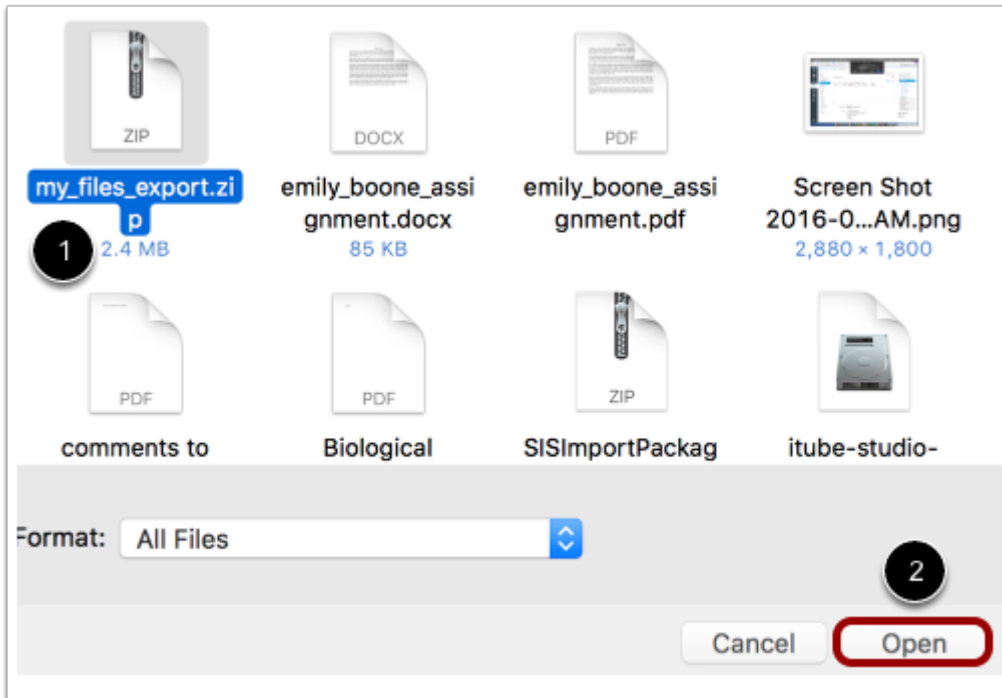 ZIP
DOCX
PDF
my_files_export.zi
p
2.4 MB
emily_boone_assi
gnment.docx
85 KB
emily_boone_assi
gnment.pdf
Screen Shot
2016-0...AM.png
2,880 × 1,800
1
PDF
PDF
ZIP
comments to
Biological
SISImportPackag
itube-studio-
Format:
All Files
2
Cancel
Open